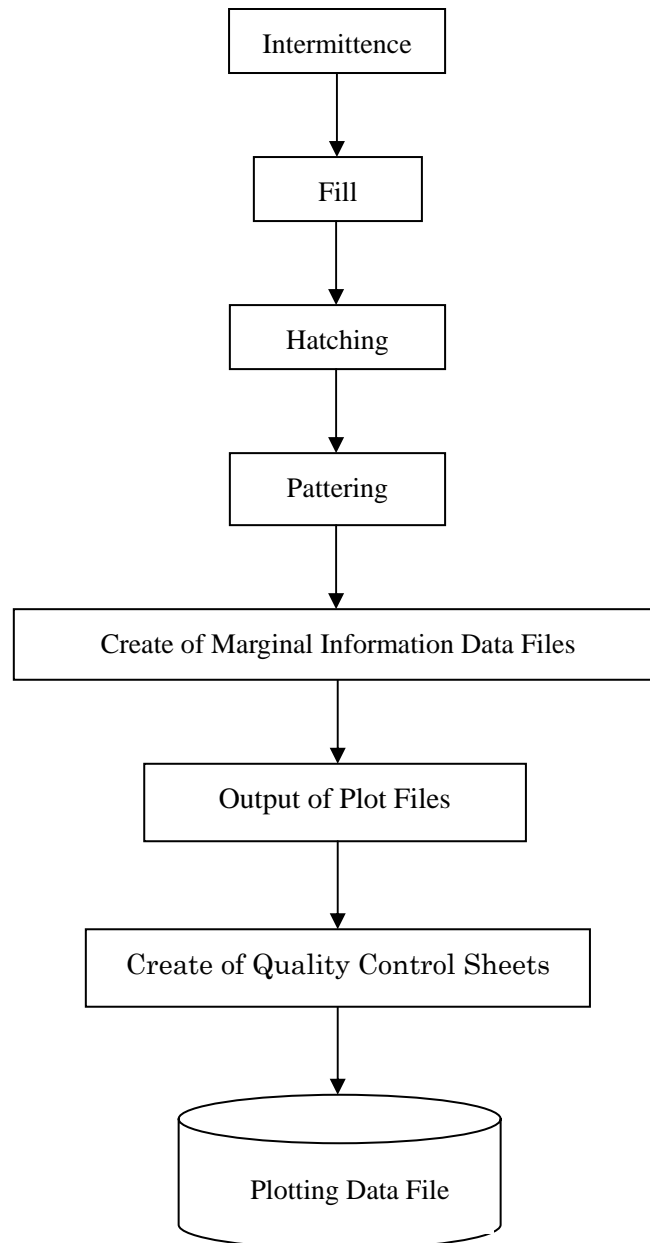 Intermittence
Fill
Hatching
Pattering
Create of Marginal Information Data Files
Output of Plot Files
Create of Quality Control Sheets
Plotting Data File